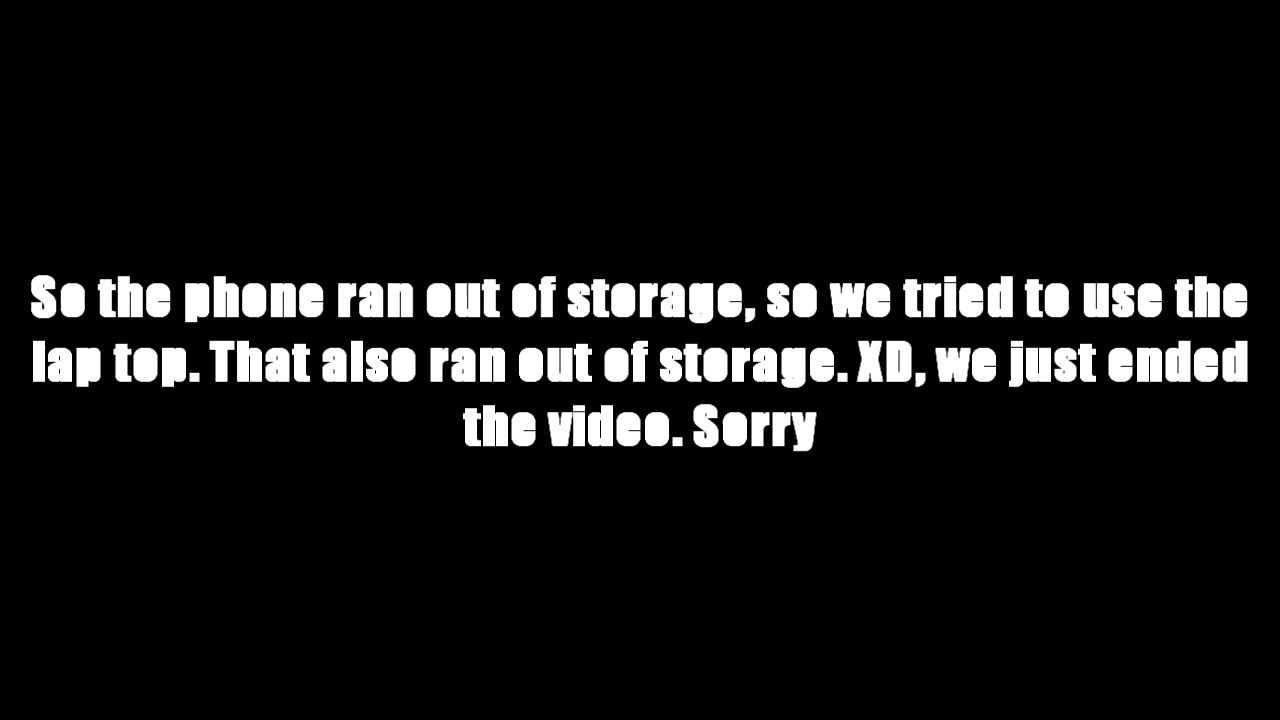 So the phone ran out of storage, so we tried to use the
lap top. That also ran out of storage. XD, we just ended
the video. Sorry